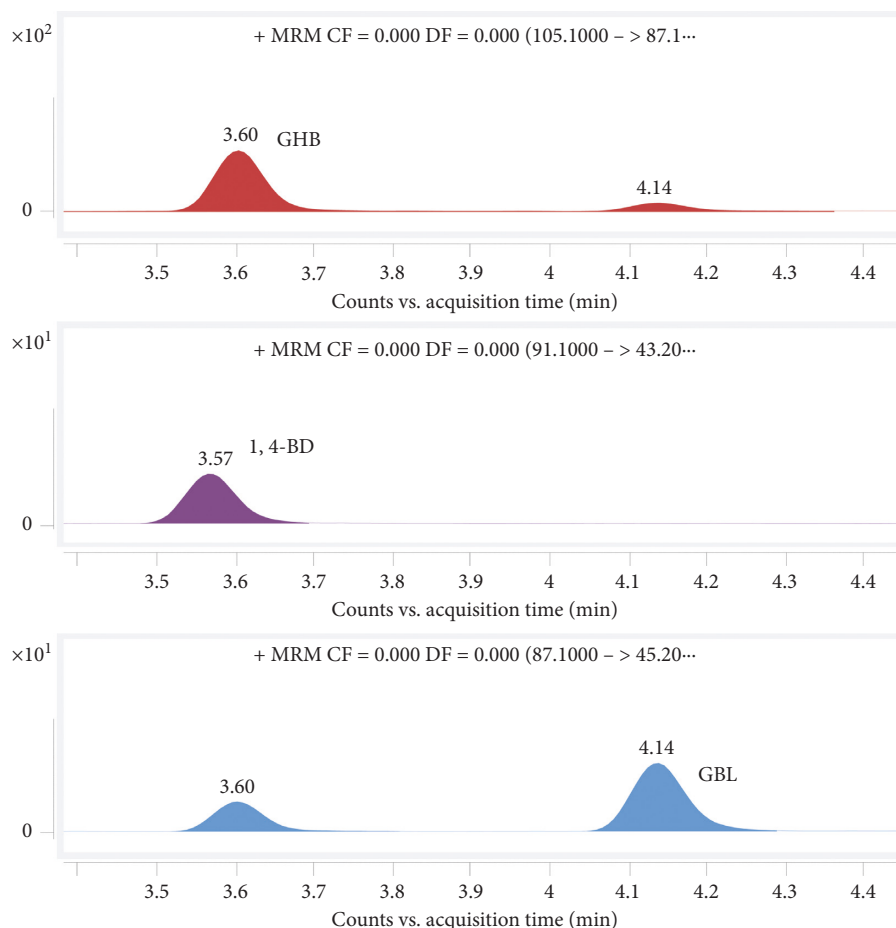 ×10²
+ MRM CF = 0.000 DF = 0.000 (105.1000 – > 87.1···
3.60
GHB
4.14
0
3.5 3.6 3.7 3.8 3.9 4 4.1 4.2 4.3 4.4
Counts vs. acquisition time (min)
×10¹
+ MRM CF = 0.000 DF = 0.000 (91.1000 – > 43.20···
1, 4-BD
3.57
0
3.5 3.6 3.7 3.8 3.9 4 4.1 4.2 4.3 4.4
Counts vs. acquisition time (min)
×10¹
+ MRM CF = 0.000 DF = 0.000 (87.1000 – > 45.20···
4.14
GBL
3.60
0
3.5 3.6 3.7 3.8 3.9 4 4.1 4.2 4.3 4.4
Counts vs. acquisition time (min)